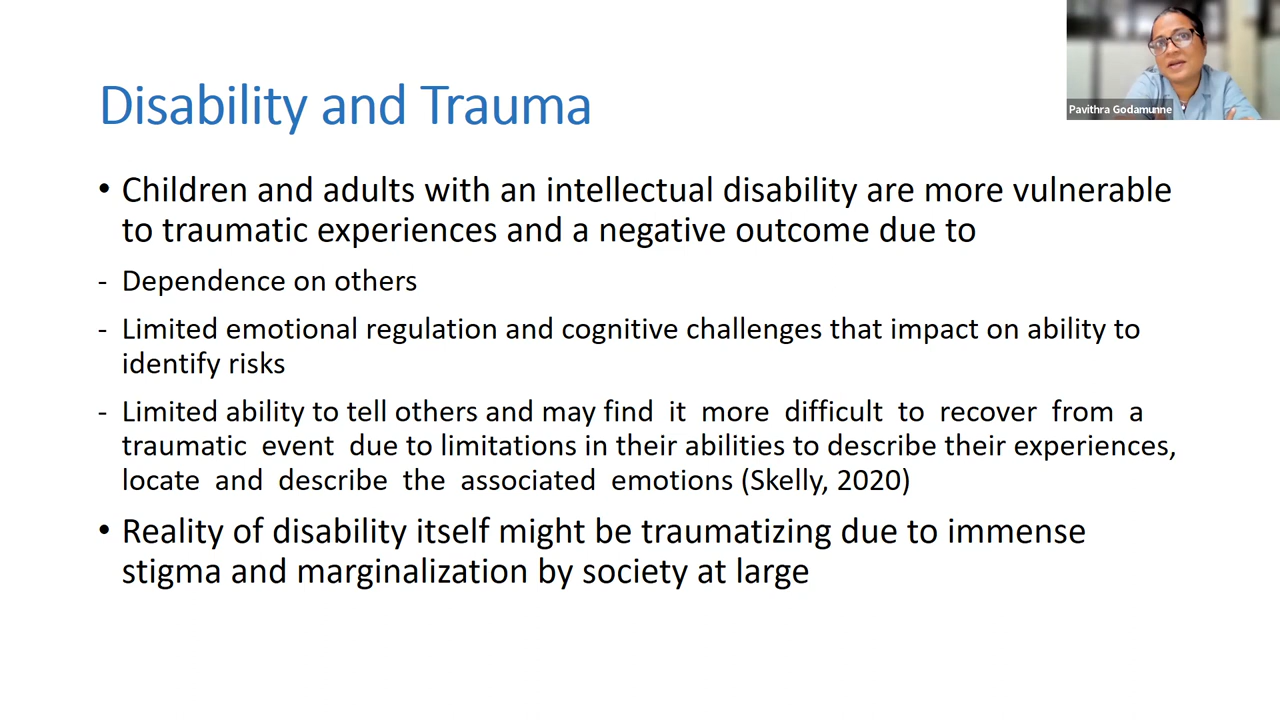 Disability and Trauma
• Children and adults with an intellectual disability are more vulnerable
to traumatic experiences and a negative outcome due to
- Dependence on others
- Limited emotional regulation and cognitive challenges that impact on ability to
identify risks
- Limited ability to tell others and may find it more difficult to recover from a
traumatic event due to limitations in their abilities to describe their experiences,
locate and describe the associated emotions (Skelly, 2020)
• Reality of disability itself might be traumatizing due to immense
stigma and marginalization by society at large
Pavithra Godamunne